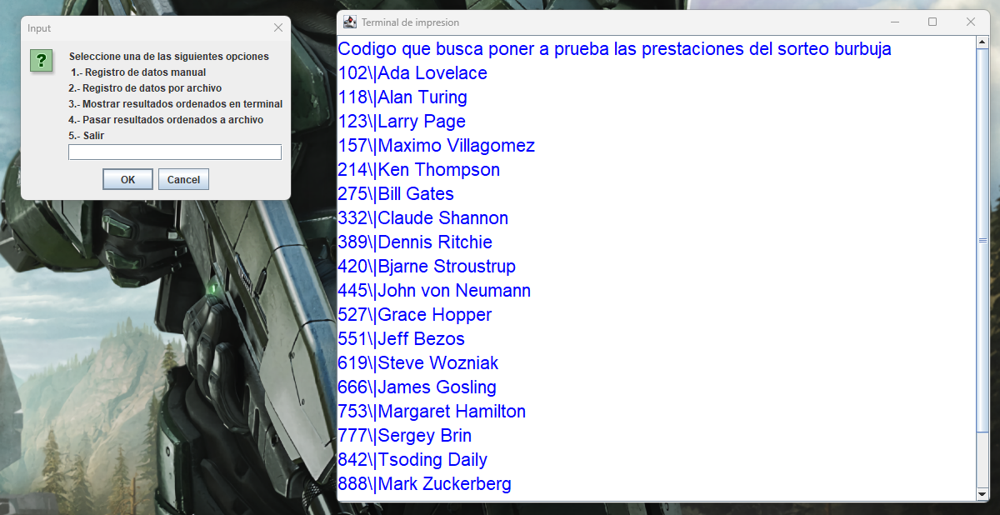 Input
Seleccione una de las siguientes opciones
1.- Registro de datos manual
2.- Registro de datos por archivo
3.- Mostrar resultados ordenados en terminal
4.- Pasar resultados ordenados a archivo
5.- Salir
OK Cancel
Terminal de impresion
Codigo que busca poner a prueba las prestaciones del sorteo burbuja
102\|Ada Lovelace
118\|Alan Turing
123\|Larry Page
157\|Maximo Villagomez
214\|Ken Thompson
275\|Bill Gates
332\|Claude Shannon
389\|Dennis Ritchie
420\|Bjarne Stroustrup
445\|John von Neumann
527\|Grace Hopper
551\|Jeff Bezos
619\|Steve Wozniak
666\|James Gosling
753\|Margaret Hamilton
777\|Sergey Brin
842\|Tsoding Daily
888\|Mark Zuckerberg